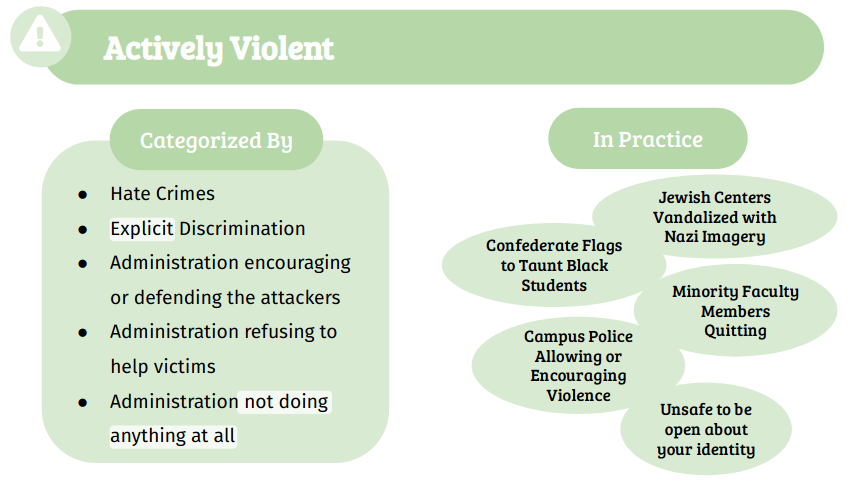 Actively Violent
Categorized By
● Hate Crimes
● Explicit Discrimination
● Administration encouraging
or defending the attackers
● Administration refusing to
help victims
● Administration not doing
anything at all
In Practice
Jewish Centers
Vandalized with
Nazi Imagery
Confederate Flags
to Taunt Black
Students
Minority Faculty
Members
Quitting
Campus Police
Allowing or
Encouraging
Violence
Unsafe to be
open about
your identity